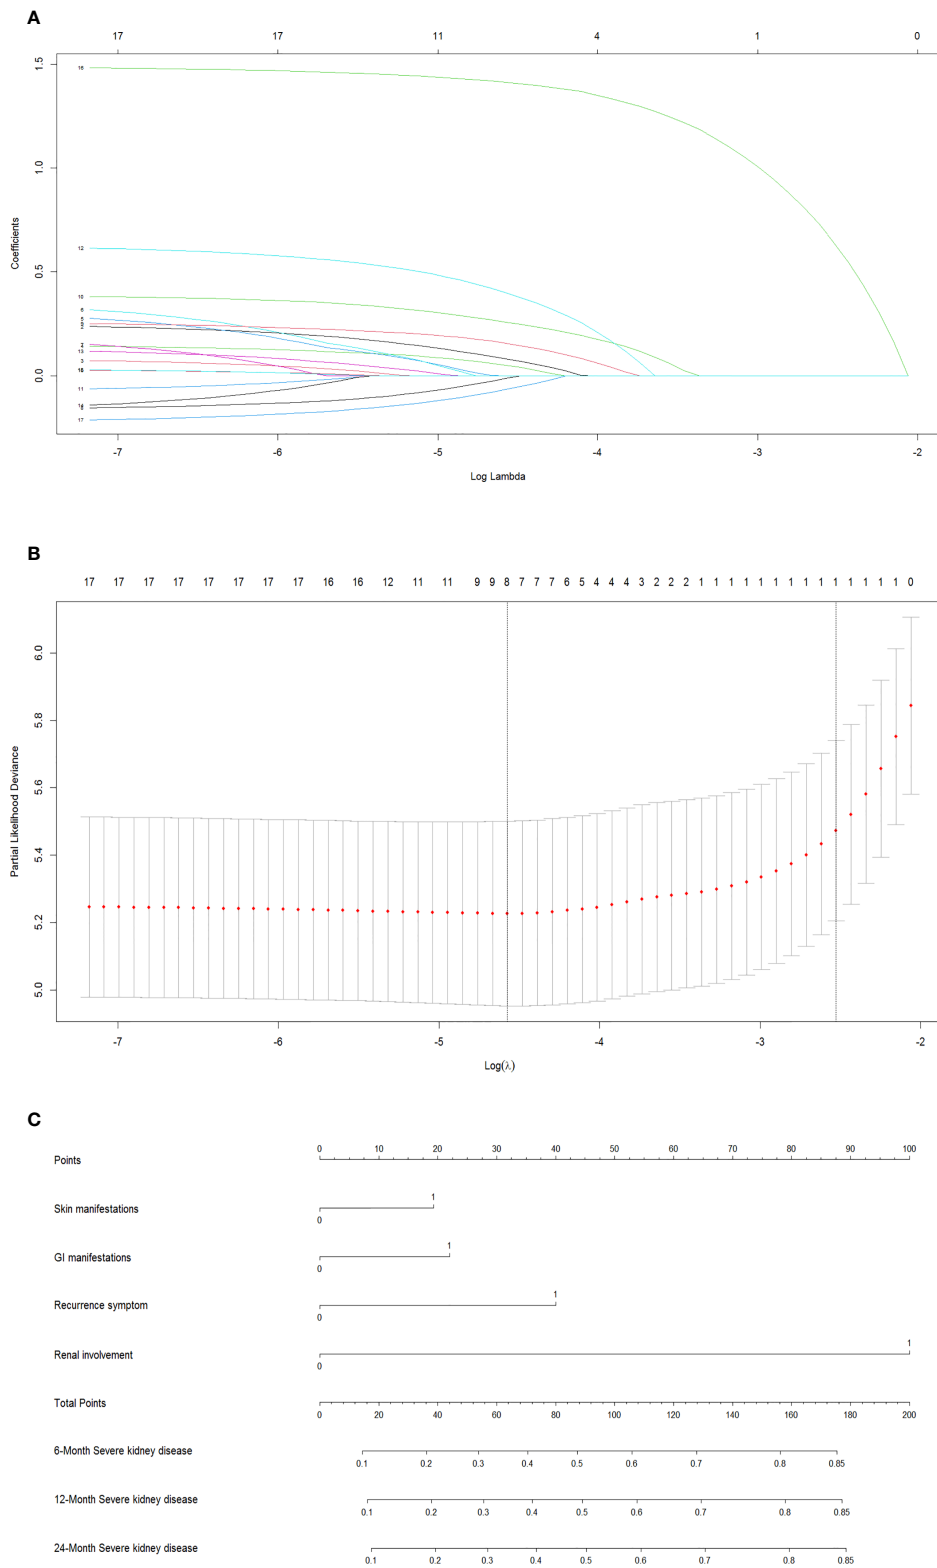 A
17 17 11 4 1 0
1.5
1.0
0.5
0.0
Coefficients
16
12
10
6
5
2
13
3
11
17
-7 -6 -5 -4 -3 -2
Log Lambda
B
17 17 17 17 17 17 17 17 16 16 12 11 11 9 9 8 7 7 7 6 5 4 4 4 3 2 2 2 1 1 1 1 1 1 1 1 1 1 1 1 1 1 0
6.0
5.8
5.6
5.4
5.2
5.0
Partial Likelihood Deviance
-7 -6 -5 -4 -3 -2
Log(λ)
C
Points 0 10 20 30 40 50 60 70 80 90 100
Skin manifestations 0 1
GI manifestations 0 1
Recurrence symptom 0 1
Renal involvement 0 1
Total Points 0 20 40 60 80 100 120 140 160 180 200
6-Month Severe kidney disease 0.1 0.2 0.3 0.4 0.5 0.6 0.7 0.8 0.85
12-Month Severe kidney disease 0.1 0.2 0.3 0.4 0.5 0.6 0.7 0.8 0.85
24-Month Severe kidney disease 0.1 0.2 0.3 0.4 0.5 0.6 0.7 0.8 0.85